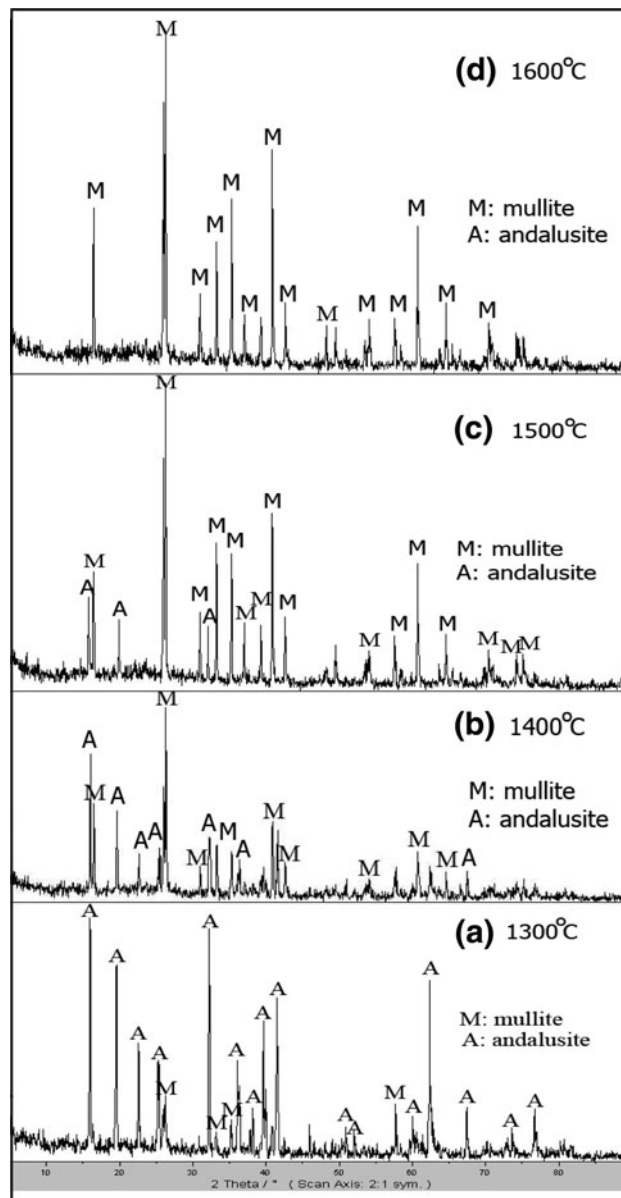 M
(d) 1600°C
M M
M M: mullite
M M A: andalusite
M
M M M M M M M M
M
(c) 1500°C
M M
M M M M: mullite
A M A: andalusite
A M A M M M M M M M M M
M
(b) 1400°C
A
M A M M: mullite
A: andalusite
A A A M A M M M
M M M A
A A (a) 1300°C
A A
A A M: mullite
A: andalusite
A A
M A A M A A A
M M A A
10 20 30 40 50 60 70 80
2 Theta / ° ( Scan Axis: 2:1 sym. )